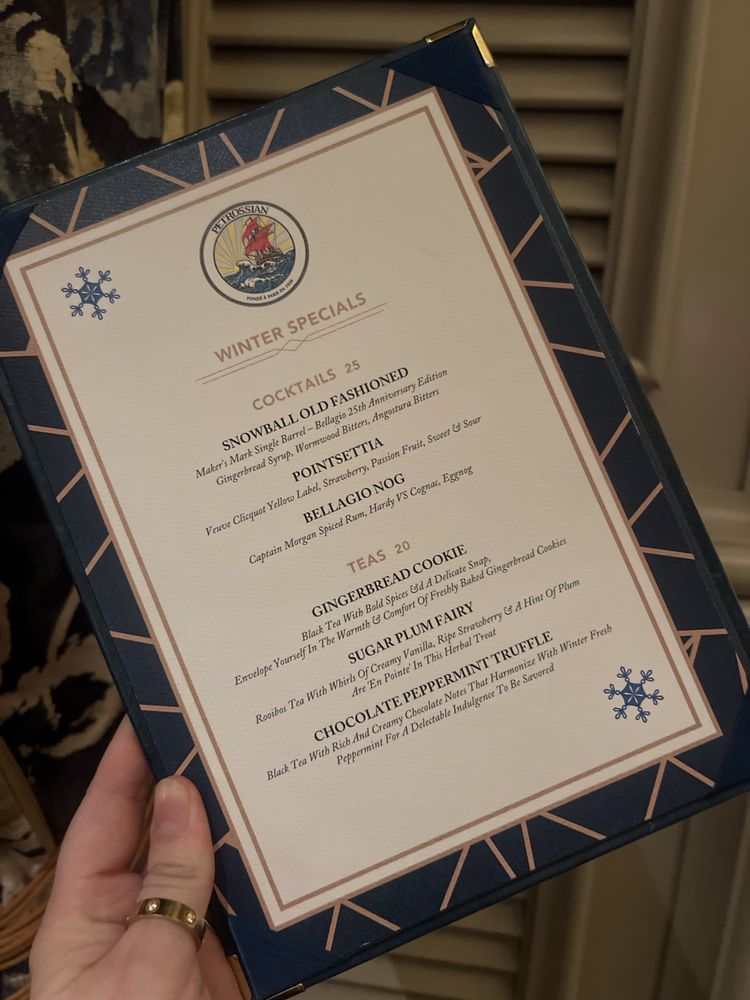 PETROSSIAN
FONDÉ À PARIS EN 1920
WINTER SPECIALS
COCKTAILS 25
SNOWBALL OLD FASHIONED
Maker's Mark Single Barrel – Bellagio 25th Anniversary Edition
Gingerbread Syrup, Wormwood Bitters, Angostura Bitters
POINTSETTIA
Veuve Clicquot Yellow Label, Strawberry, Passion Fruit, Sweet & Sour
BELLAGIO NOG
Captain Morgan Spiced Rum, Hardy VS Cognac, Eggnog
TEAS 20
GINGERBREAD COOKIE
Black Tea With Bold Spices &d A Delicate Snap,
Envelope Yourself In The Warmth & Comfort Of Freshly Baked Gingerbread Cookies
SUGAR PLUM FAIRY
Rooibos Tea With Whirls Of Creamy Vanilla, Ripe Strawberry & A Hint Of Plum
Are 'En Pointe' In This Herbal Treat
CHOCOLATE PEPPERMINT TRUFFLE
Black Tea With Rich And Creamy Chocolate Notes That Harmonize With Winter Fresh
Peppermint For A Delectable Indulgence To Be Savored